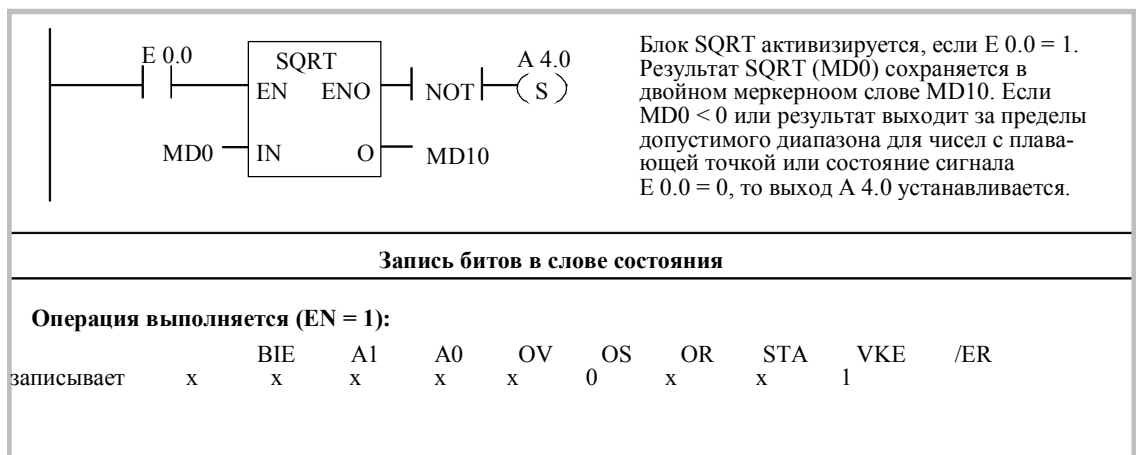 E 0.0
SQRT
A 4.0
EN ENO NOT S
MD0 IN O MD10
Блок SQRT активизируется, если E 0.0 = 1.
Результат SQRT (MD0) сохраняется в
двойном меркерноом слове MD10. Если
MD0 < 0 или результат выходит за пределы
допустимого диапазона для чисел с плава-
ющей точкой или состояние сигнала
E 0.0 = 0, то выход A 4.0 устанавливается.
Запись битов в слове состояния
Операция выполняется (EN = 1):
BIE A1 A0 OV OS OR STA VKE /ER
записывает x x x x x 0 x x 1